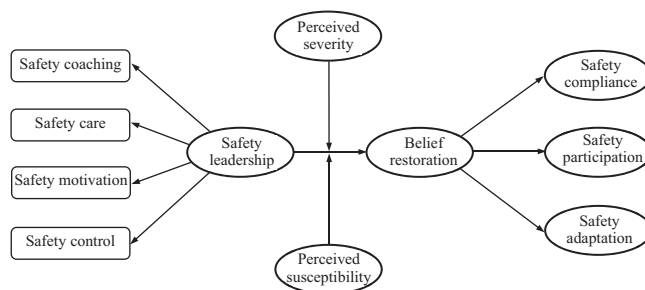 Perceived
severity
Safety coaching
Safety care
Safety motivation
Safety control
Safety
leadership
Belief
restoration
Safety
compliance
Safety
participation
Safety
adaptation
Perceived
susceptibility